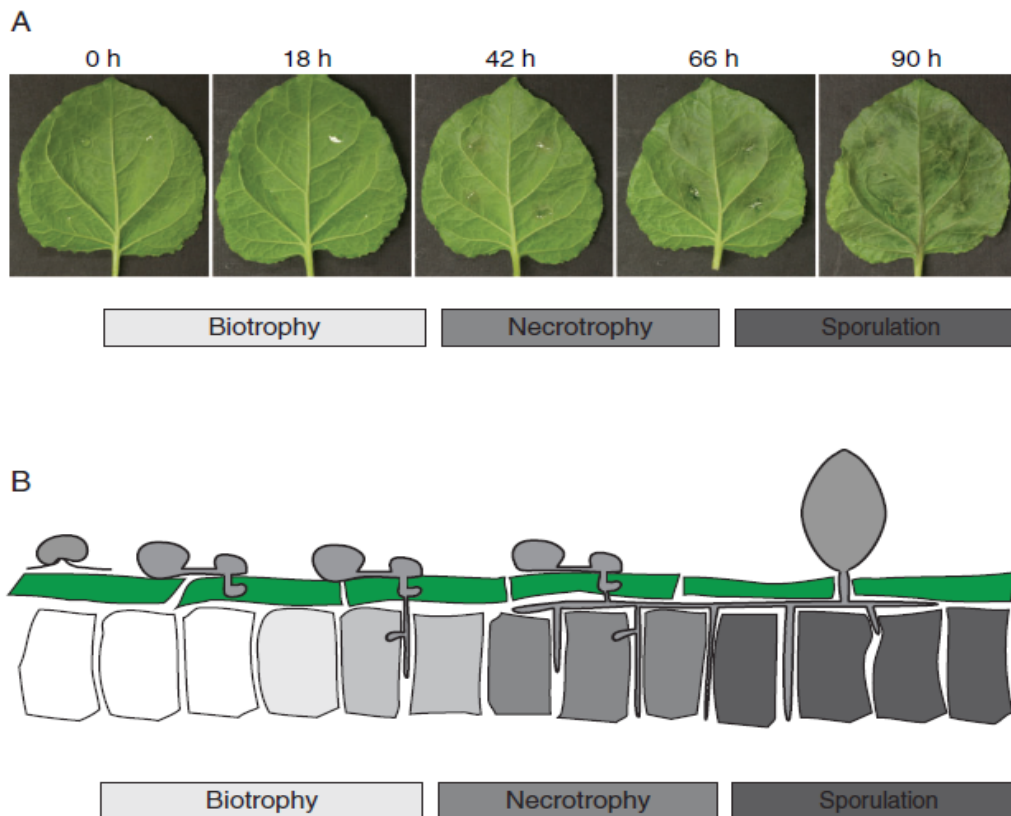 A
0 h 18 h 42 h 66 h 90 h
Biotrophy Necrotrophy Sporulation
B
Biotrophy Necrotrophy Sporulation